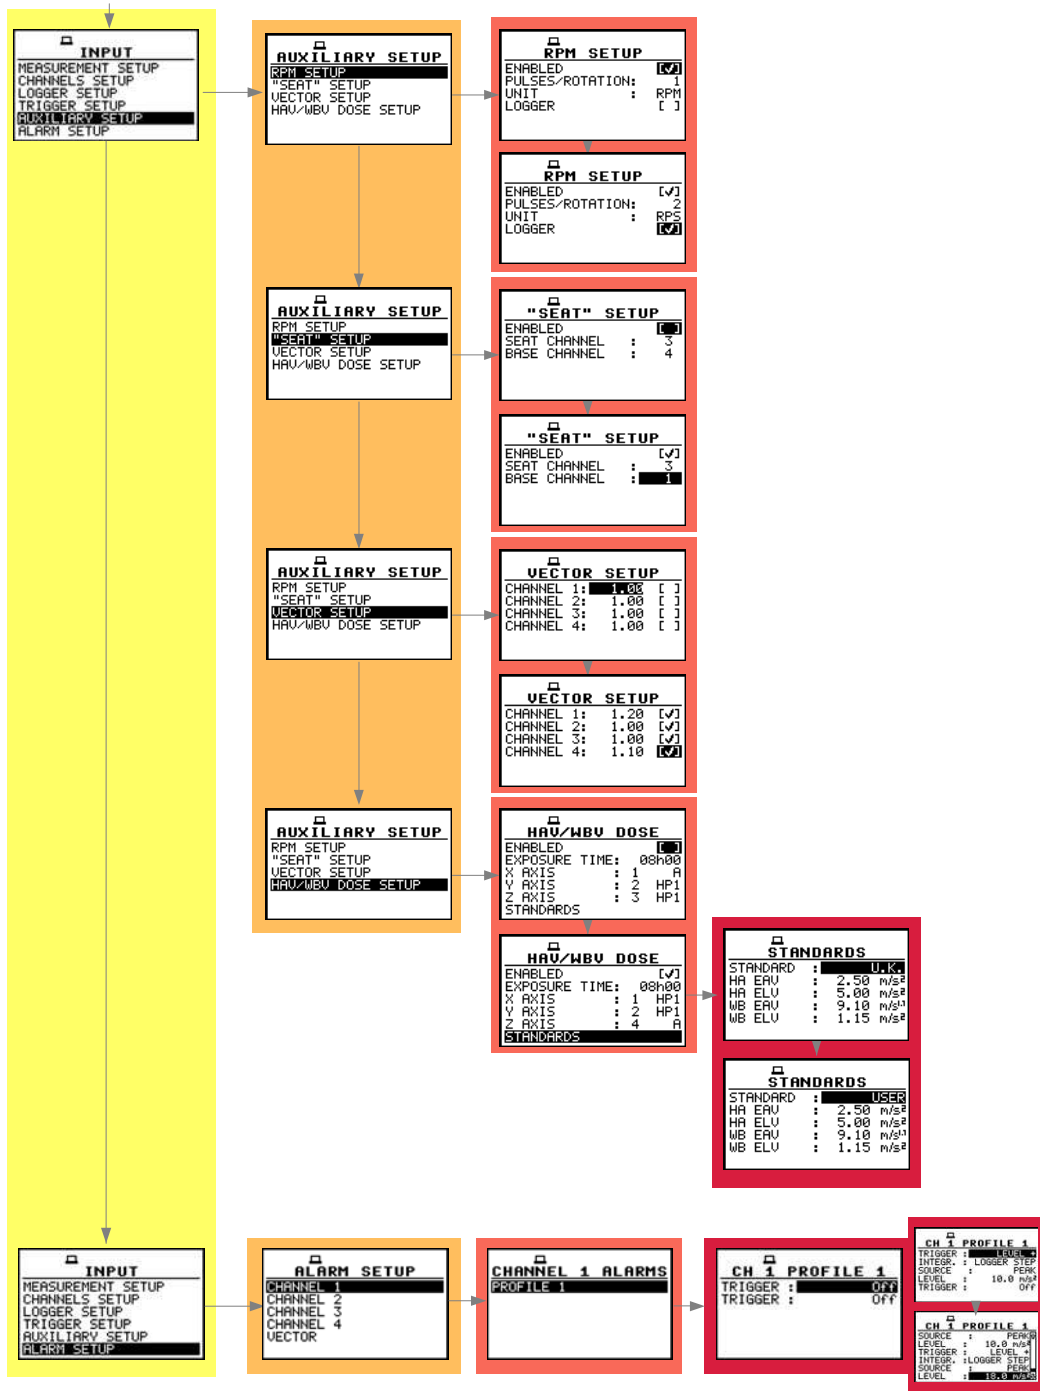 INPUT
MEASUREMENT SETUP
CHANNELS SETUP
LOGGER SETUP
TRIGGER SETUP
AUXILIARY SETUP
ALARM SETUP
AUXILIARY SETUP
RPM SETUP
"SEAT" SETUP
VECTOR SETUP
HAV/WBV DOSE SETUP
RPM SETUP
ENABLED [√]
PULSES/ROTATION: 1
UNIT : RPM
LOGGER [ ]
RPM SETUP
ENABLED [√]
PULSES/ROTATION: 2
UNIT : RPS
LOGGER [√]
AUXILIARY SETUP
RPM SETUP
"SEAT" SETUP
VECTOR SETUP
HAV/WBV DOSE SETUP
"SEAT" SETUP
ENABLED [ ]
SEAT CHANNEL : 3
BASE CHANNEL : 4
"SEAT" SETUP
ENABLED [√]
SEAT CHANNEL : 3
BASE CHANNEL : 1
AUXILIARY SETUP
RPM SETUP
"SEAT" SETUP
VECTOR SETUP
HAV/WBV DOSE SETUP
VECTOR SETUP
CHANNEL 1: 1.00 [ ]
CHANNEL 2: 1.00 [ ]
CHANNEL 3: 1.00 [ ]
CHANNEL 4: 1.00 [ ]
VECTOR SETUP
CHANNEL 1: 1.20 [√]
CHANNEL 2: 1.00 [√]
CHANNEL 3: 1.00 [√]
CHANNEL 4: 1.10 [√]
AUXILIARY SETUP
RPM SETUP
"SEAT" SETUP
VECTOR SETUP
HAV/WBV DOSE SETUP
HAV/WBV DOSE
ENABLED [ ]
EXPOSURE TIME: 08h00
X AXIS : 1 A
Y AXIS : 2 HP1
Z AXIS : 3 HP1
STANDARDS
HAV/WBV DOSE
ENABLED [√]
EXPOSURE TIME: 08h00
X AXIS : 1 HP1
Y AXIS : 2 HP1
Z AXIS : 4 A
STANDARDS
STANDARDS
STANDARD : U.K.
HA EAV : 2.50 m/s²
HA ELV : 5.00 m/s²
WB EAV : 9.10 m/s¹·¹
WB ELV : 1.15 m/s²
STANDARDS
STANDARD : USER
HA EAV : 2.50 m/s²
HA ELV : 5.00 m/s²
WB EAV : 9.10 m/s¹·¹
WB ELV : 1.15 m/s²
INPUT
MEASUREMENT SETUP
CHANNELS SETUP
LOGGER SETUP
TRIGGER SETUP
AUXILIARY SETUP
ALARM SETUP
ALARM SETUP
CHANNEL 1
CHANNEL 2
CHANNEL 3
CHANNEL 4
VECTOR
CHANNEL 1 ALARMS
PROFILE 1
CH 1 PROFILE 1
TRIGGER : Off
TRIGGER : Off
CH 1 PROFILE 1
TRIGGER : LEVEL +
INTEGR. : LOGGER STEP
SOURCE : PEAK
LEVEL : 10.0 m/s²
TRIGGER : Off
CH 1 PROFILE 1
SOURCE : PEAK
LEVEL : 10.0 m/s²
TRIGGER : LEVEL +
INTEGR. :LOGGER STEP
SOURCE : PEAK
LEVEL : 18.0 m/s²